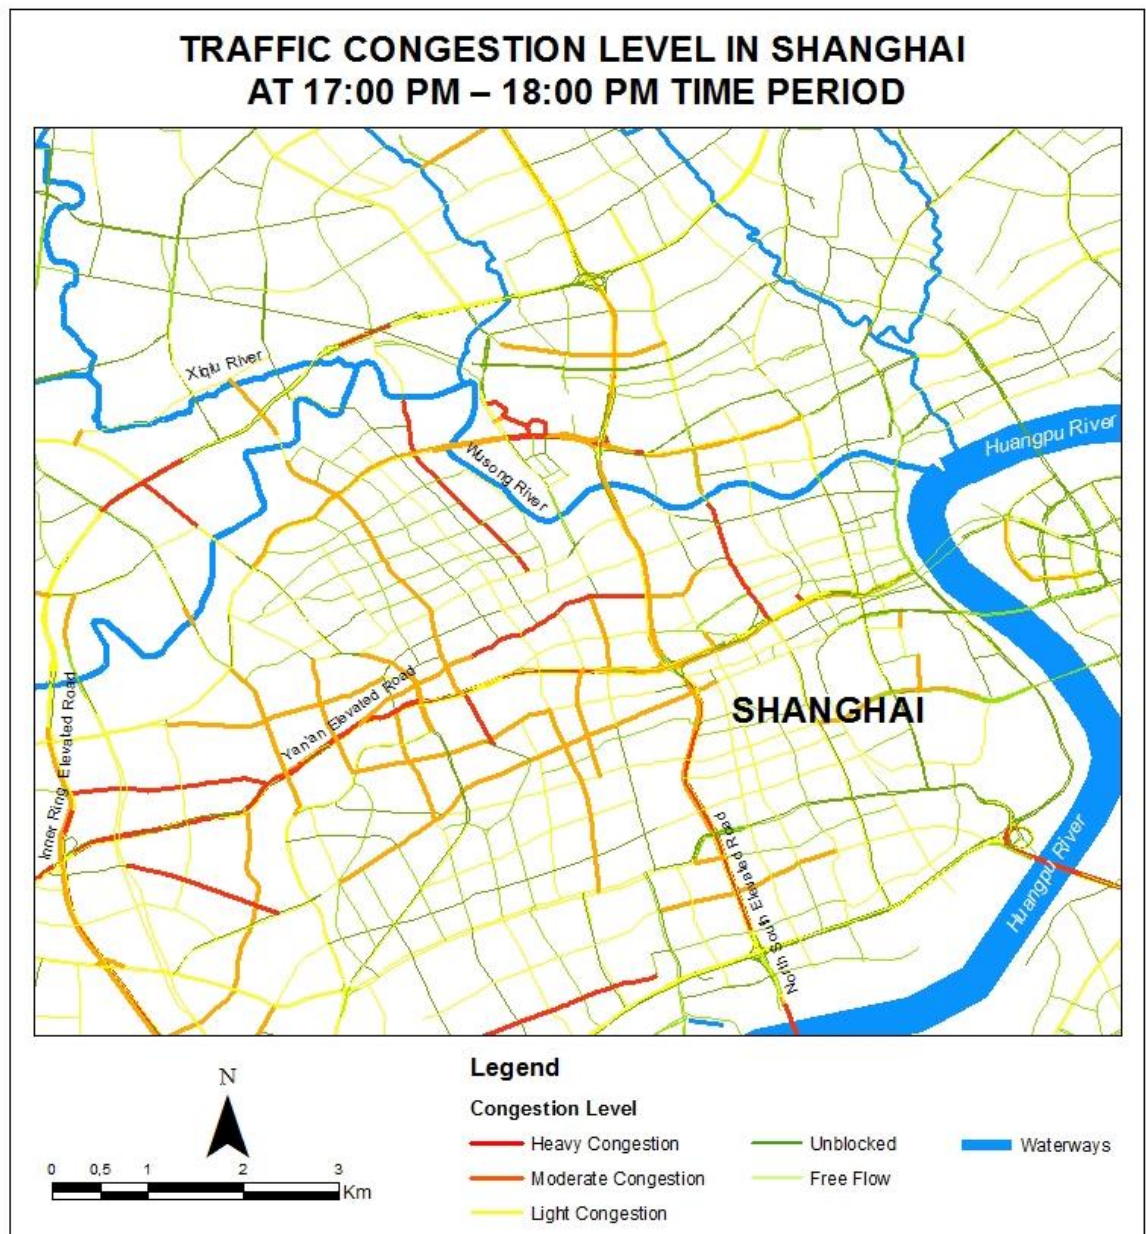 TRAFFIC CONGESTION LEVEL IN SHANGHAI
AT 17:00 PM – 18:00 PM TIME PERIOD
Xiqiu River
Huangpu River
Wusong River
Inner Ring Elevated Road
Yan'an Elevated Road
SHANGHAI
North South Elevated Road
Huangpu River
N
0 0,5 1 2 3
Km
Legend
Congestion Level
Heavy Congestion
Moderate Congestion
Light Congestion
Unblocked
Free Flow
Waterways